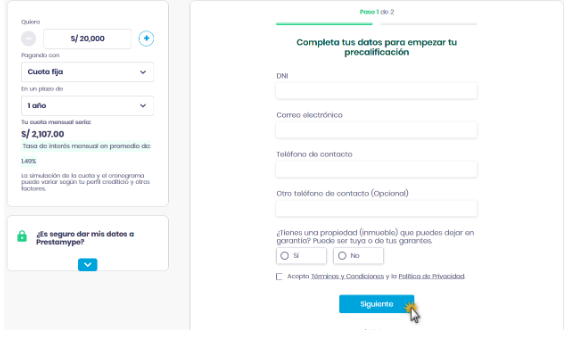 Quiero
S/ 20,000
Pagando con
Cuota fija
En un plazo de
1 año
Tu cuota mensual sería:
S/ 2,107.00
Tasa de interés mensual en promedio de:
1.49%
La simulación de la cuota y el cronograma
puede variar según tu perfil crediticio y otros
factores.
¿Es seguro dar mis datos a
Prestamype?
Paso 1 de 2
Completa tus datos para empezar tu
precalificación
DNI
Correo electrónico
Teléfono de contacto
Otro teléfono de contacto (Opcional)
¿Tienes una propiedad (inmueble) que puedes dejar en
garantía? Puede ser tuya o de tus garantes.
Sí
No
Acepto Términos y Condiciones y la Política de Privacidad.
Siguiente